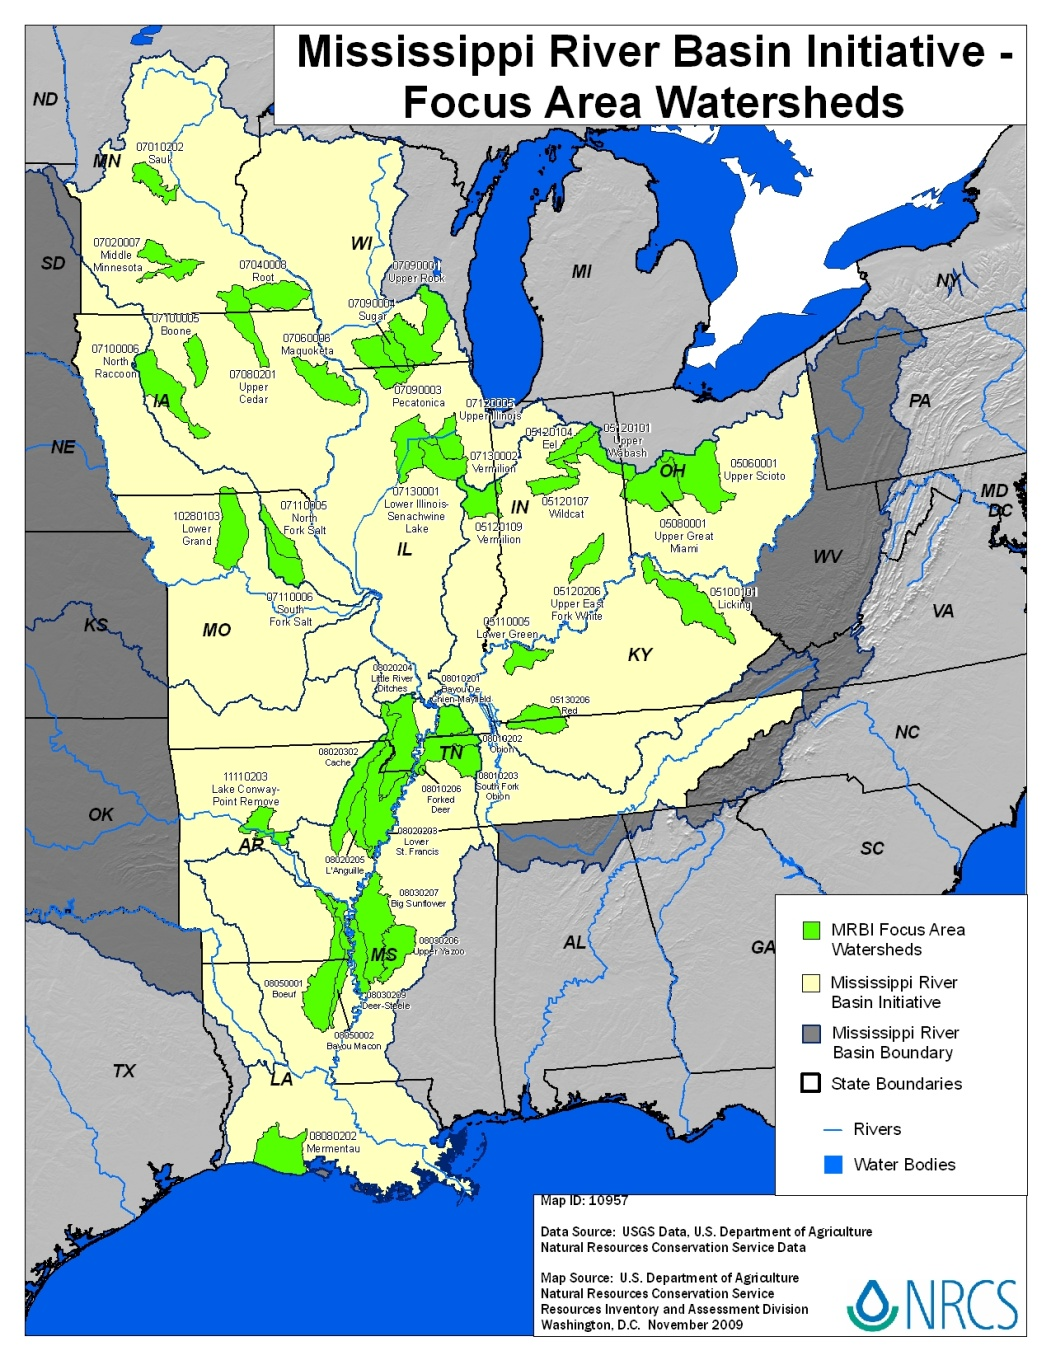 Mississippi River Basin Initiative -
Focus Area Watersheds
ND
MN
07010202
Sauk
SD
07020007
Middle
Minnesota
WI
07040008
Root
07090001
Upper Rock
07090004
Sugar
MI
NY
07100005
Boone
07100006
North
Raccoon
07060006
Maquoketa
07080201
Upper
Cedar
IA
07090003
Pecatonica
07120005
Upper Illinois
05120104
Eel
05120101
Upper
Wabash
PA
NE
07130002
Vermilion
OH
05060001
Upper Scioto
07130001
Lower Illinois-
Senachwine
Lake
IN
05120107
Wildcat
MD
DC
10280103
Lower
Grand
07110005
North
Fork Salt
05120109
Vermilion
05080001
Upper Great
Miami
IL
WV
07110006
South
Fork Salt
05120206
Upper East
Fork White
05100101
Licking
VA
KS
MO
05110005
Lower Green
KY
08020204
Little River
Ditches
08010201
Bayou De
Chien-Mayfield
05130206
Red
NC
08020302
Cache
TN
08010202
Obion
08010203
South Fork
Obion
11110203
Lake Conway-
Point Remove
08010206
Forked
Deer
OK
AR
08020203
Lower
St. Francis
SC
08020205
L'Anguille
08030207
Big Sunflower
MS
08030206
Upper Yazoo
AL
GA
08050001
Boeuf
08030209
Deer-Steele
08050002
Bayou Macon
TX
LA
08080202
Mermentau
MRBI Focus Area
Watersheds
Mississippi River
Basin Initiative
Mississippi River
Basin Boundary
State Boundaries
Rivers
Water Bodies
Map ID: 10957
Data Source: USGS Data, U.S. Department of Agriculture
Natural Resources Conservation Service Data
Map Source: U.S. Department of Agriculture
Natural Resources Conservation Service
Resources Inventory and Assessment Division
Washington, D.C. November 2009
NRCS